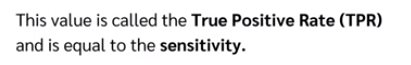 This value is called the True Positive Rate (TPR)
and is equal to the sensitivity.